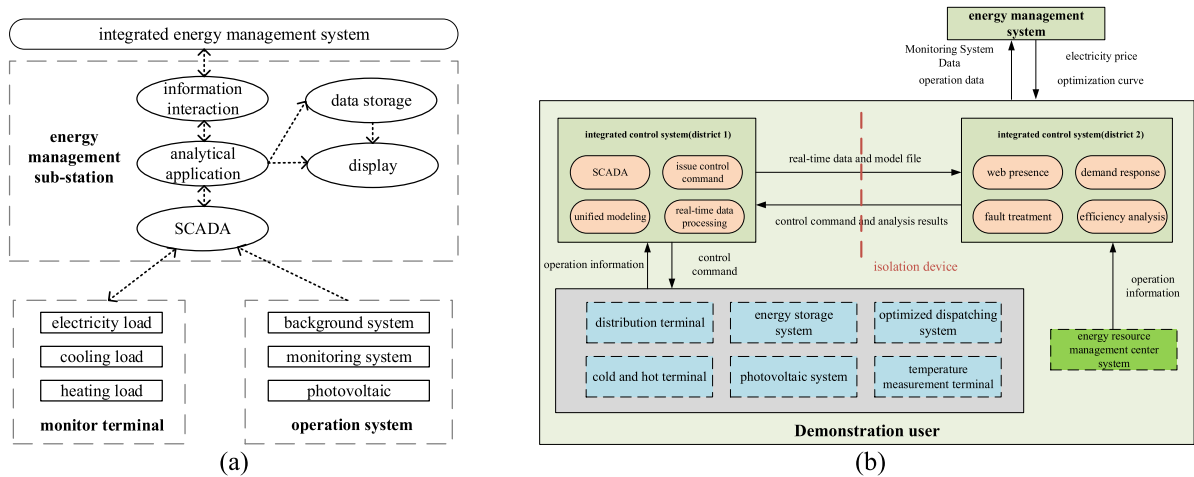 integrated energy management system
information
interaction
data storage
energy
management
sub-station
analytical
application
display
SCADA
electricity load
cooling load
heating load
monitor terminal
background system
monitoring system
photovoltaic
operation system
(a)
energy management
system
Monitoring System
Data
operation data
electricity price
optimization curve
integrated control system(district 1)
SCADA
issue control
command
unified modeling
real-time data
processing
real-time data and model file
control command and analysis results
isolation device
integrated control system(district 2)
web presence
demand response
fault treatment
efficiency analysis
operation information
control
command
operation
information
distribution terminal
energy storage
system
optimized dispatching
system
cold and hot terminal
photovoltaic system
temperature
measurement terminal
energy resource
management center
system
Demonstration user
(b)